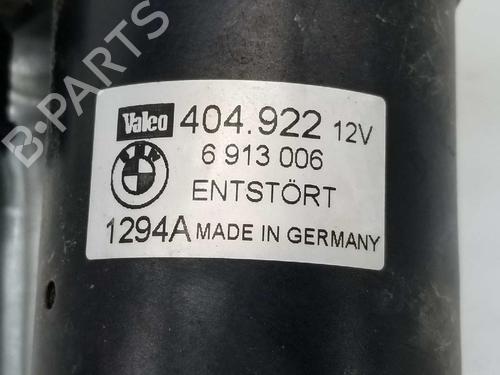 B-PARTS
Valeo 404.922 12V
6 913 006
ENTSTÖRT
1294A MADE IN GERMANY